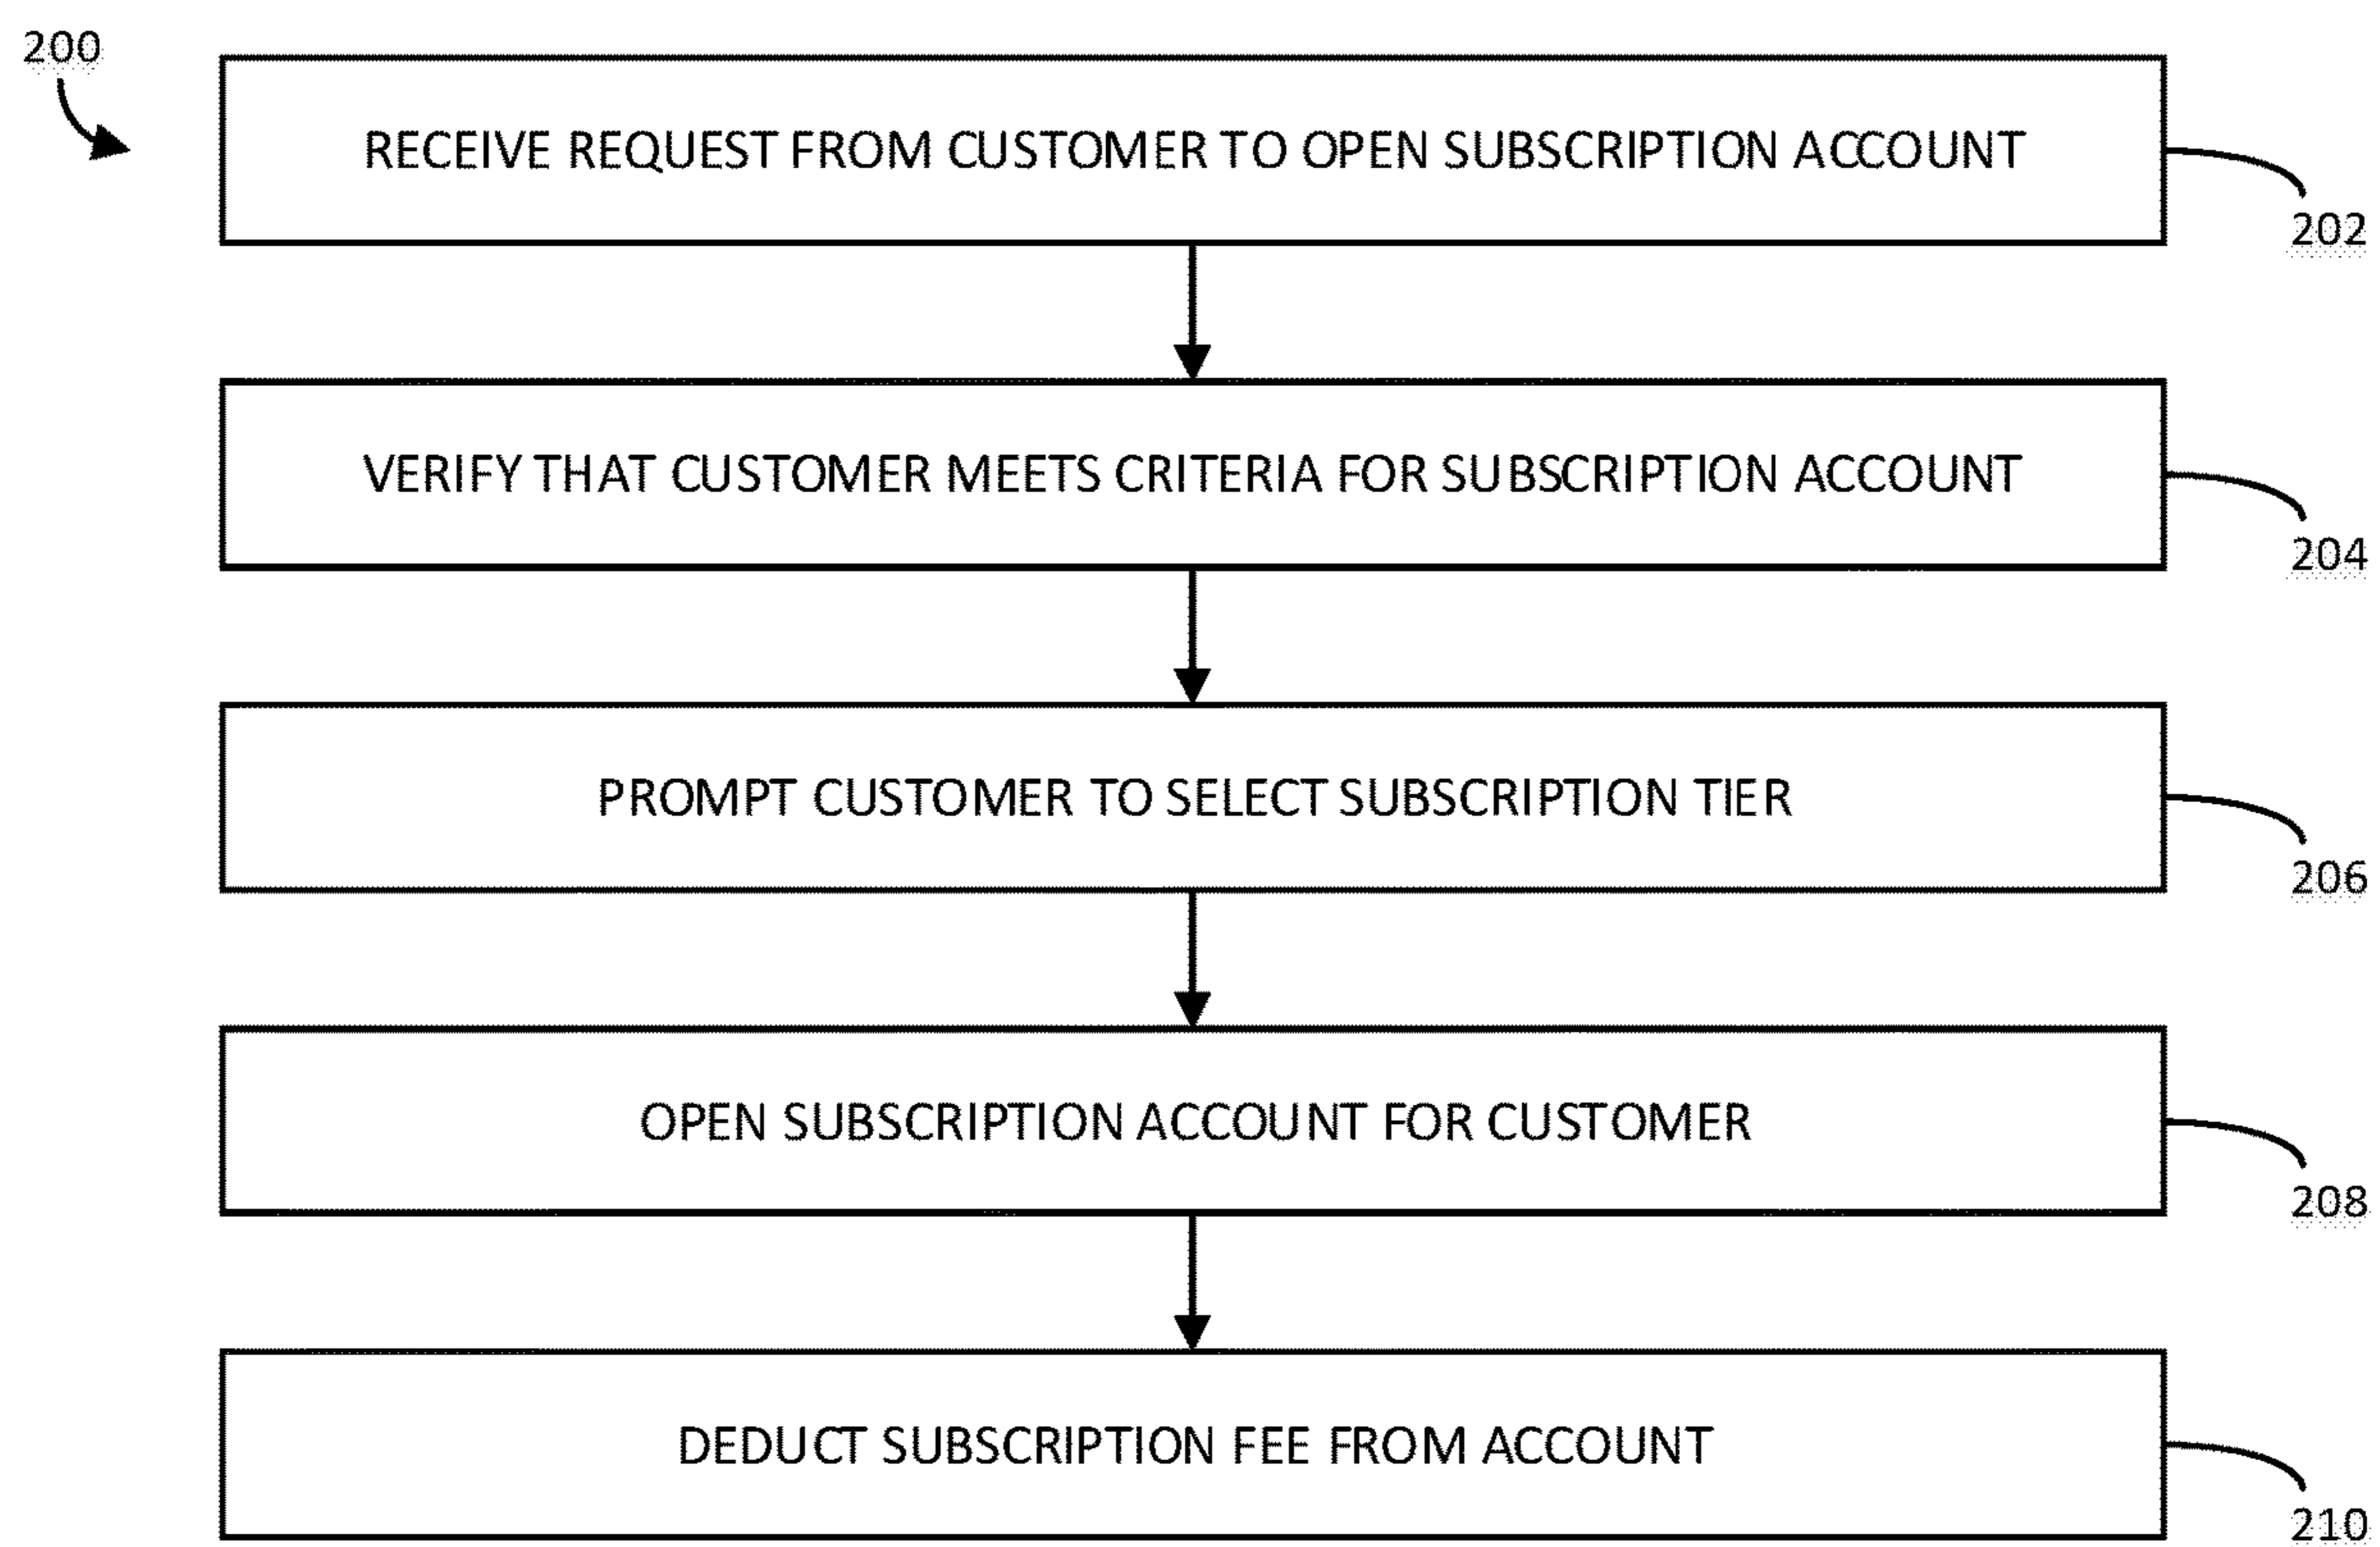 200
RECEIVE REQUEST FROM CUSTOMER TO OPEN SUBSCRIPTION ACCOUNT
202
VERIFY THAT CUSTOMER MEETS CRITERIA FOR SUBSCRIPTION ACCOUNT
204
PROMPT CUSTOMER TO SELECT SUBSCRIPTION TIER
206
OPEN SUBSCRIPTION ACCOUNT FOR CUSTOMER
208
DEDUCT SUBSCRIPTION FEE FROM ACCOUNT
210